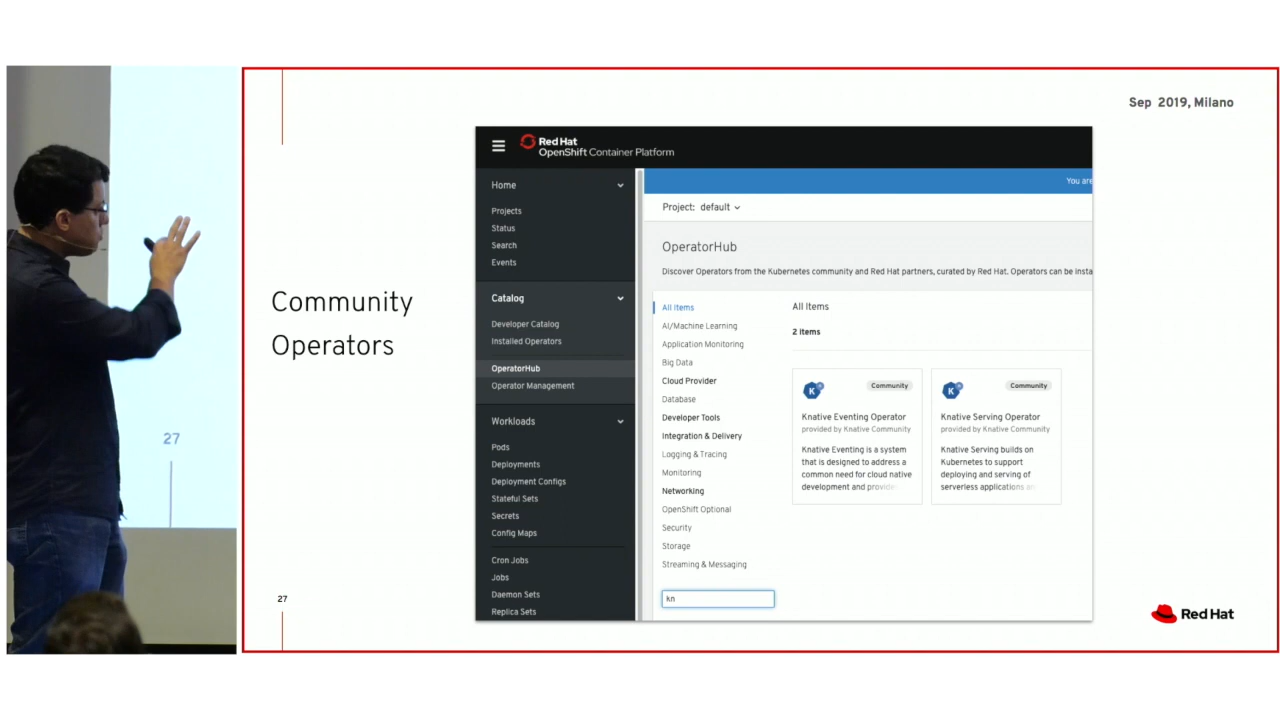 Sep 2019, Milano
Community
Operators
27
27
Red Hat
OpenShift Container Platform
Home
Projects
Status
Search
Events
Catalog
Developer Catalog
Installed Operators
OperatorHub
Operator Management
Workloads
Pods
Deployments
Deployment Configs
Stateful Sets
Secrets
Config Maps
Cron Jobs
Jobs
Daemon Sets
Replica Sets
You are
Project: default
OperatorHub
Discover Operators from the Kubernetes community and Red Hat partners, curated by Red Hat. Operators can be insta
All Items
AI/Machine Learning
Application Monitoring
Big Data
Cloud Provider
Database
Developer Tools
Integration & Delivery
Logging & Tracing
Monitoring
Networking
OpenShift Optional
Security
Storage
Streaming & Messaging
kn
All Items
2 Items
K
Community
Knative Eventing Operator
provided by Knative Community
Knative Eventing is a system
that is designed to address a
common need for cloud native
development and provide
K
Community
Knative Serving Operator
provided by Knative Community
Knative Serving builds on
Kubernetes to support
deploying and serving of
serverless applications an
Red Hat